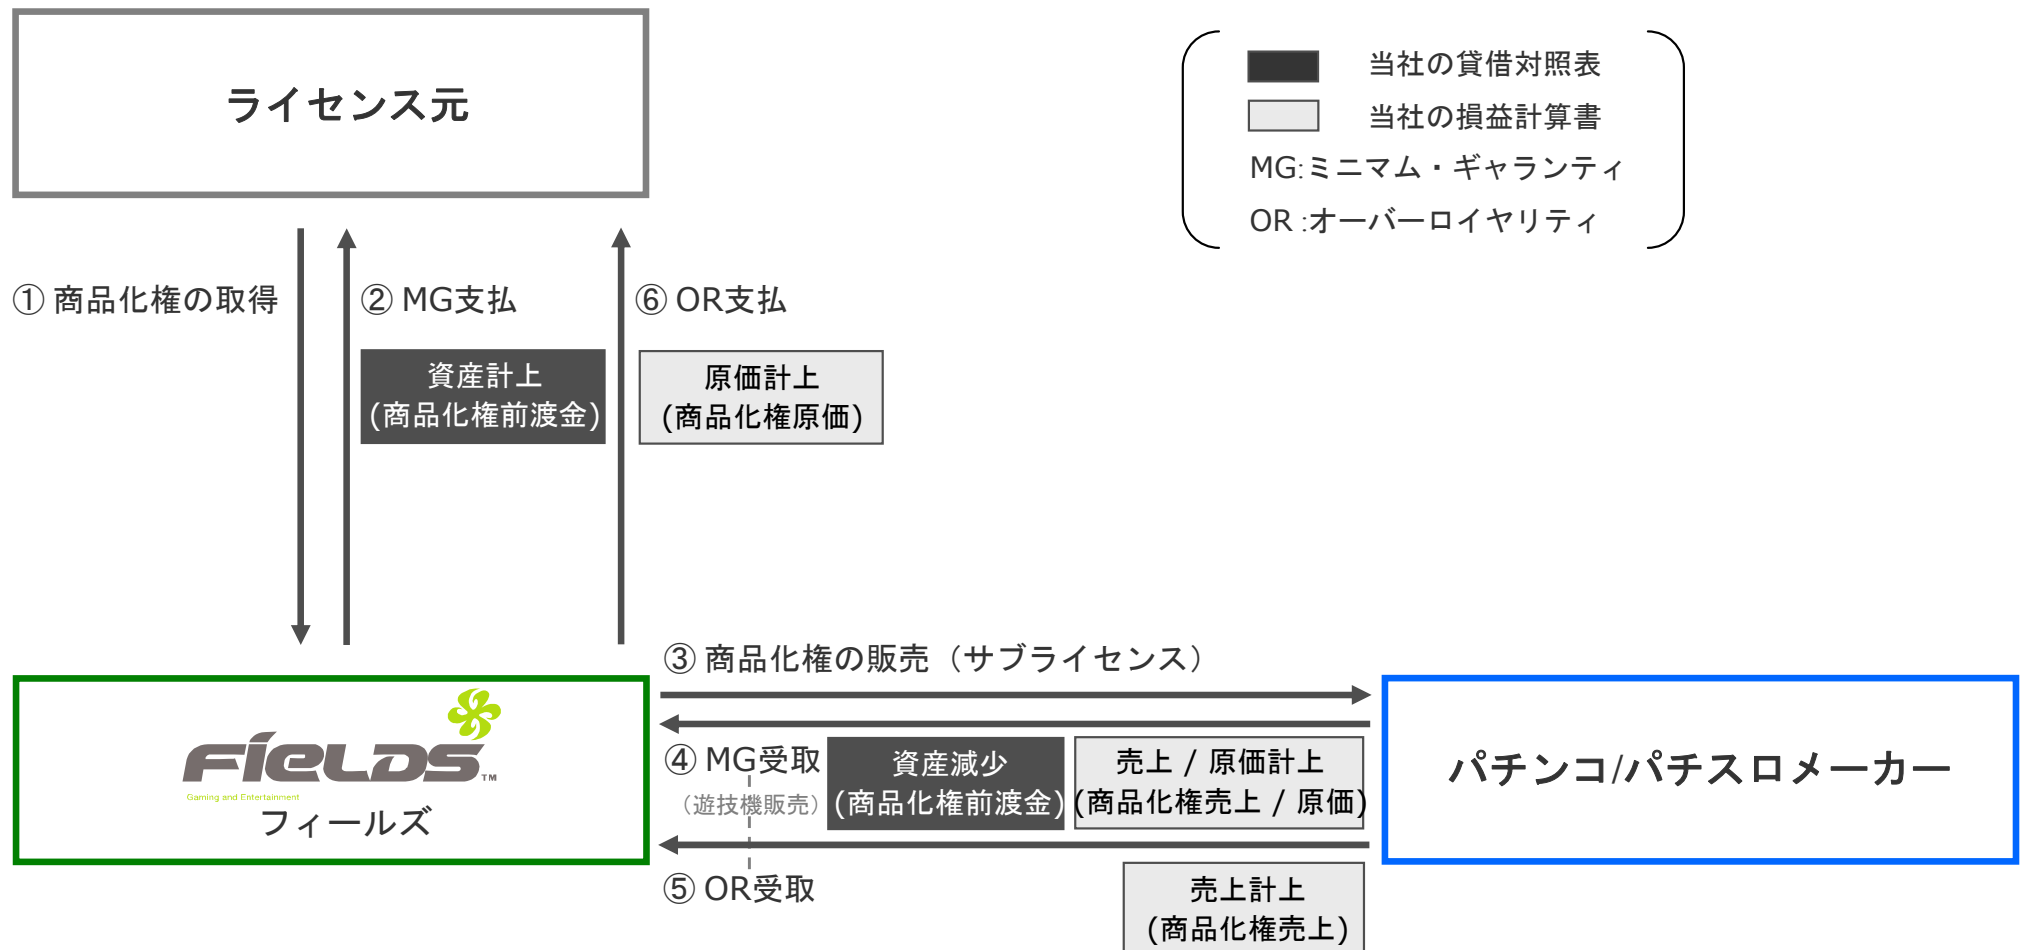 ライセンス元
当社の貸借対照表
当社の損益計算書
MG:ミニマム・ギャランティ
OR :オーバーロイヤリティ
① 商品化権の取得
② MG支払
⑥ OR支払
資産計上
(商品化権前渡金)
原価計上
(商品化権原価)
③ 商品化権の販売（サブライセンス）
FIELDS TM
Gaming and Entertainment
フィールズ
④ MG受取
（遊技機販売）
資産減少
(商品化権前渡金)
売上 / 原価計上
(商品化権売上 / 原価)
パチンコ/パチスロメーカー
⑤ OR受取
売上計上
(商品化権売上)